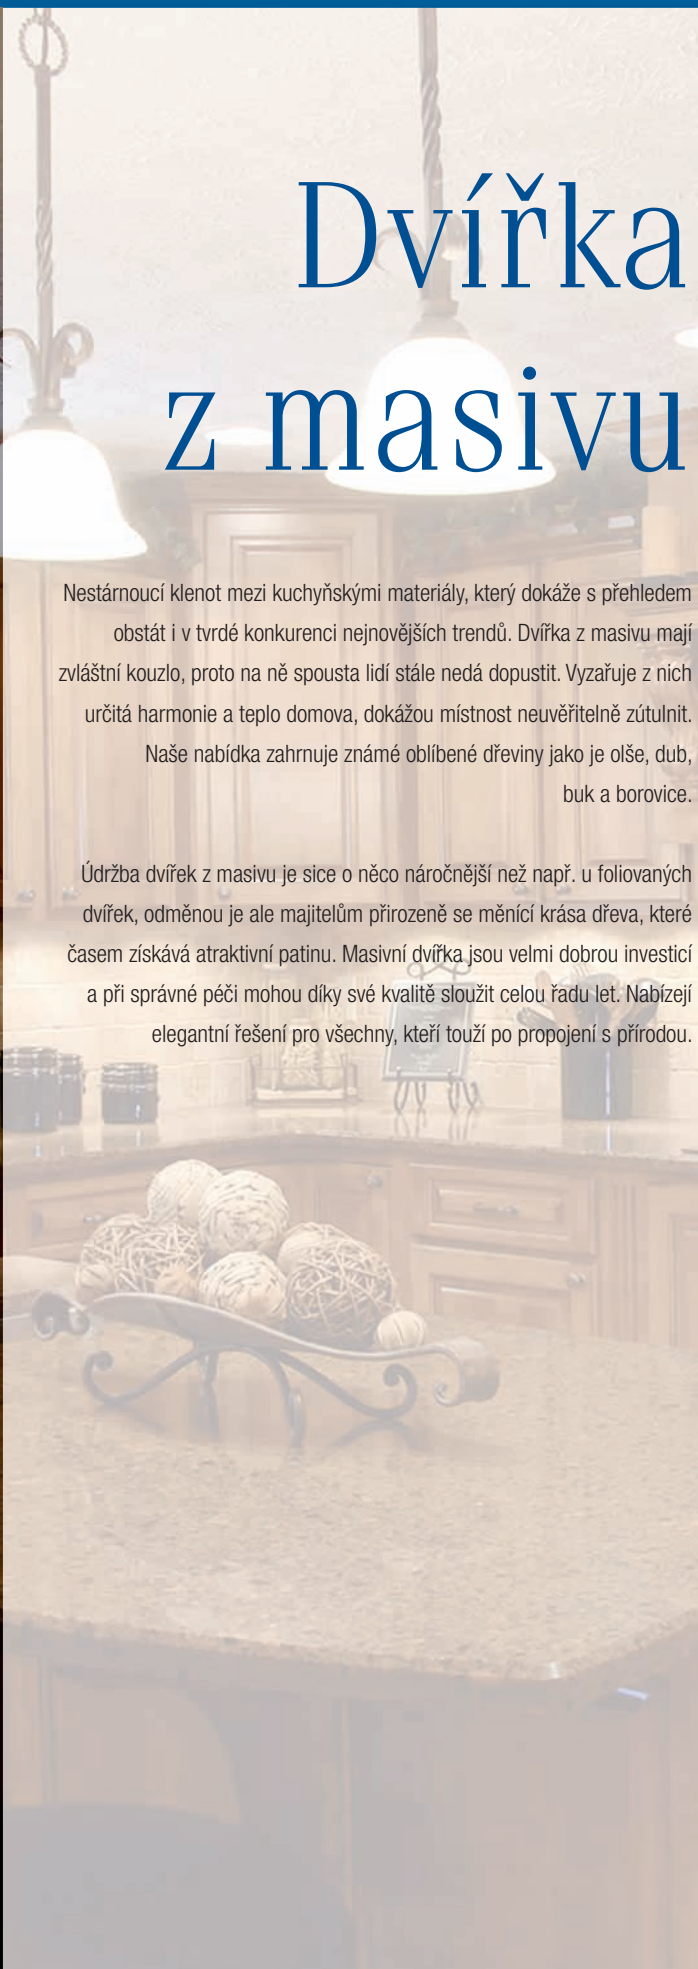 Dvířka
z masivu
Nestárnoucí klenot mezi kuchyňskými materiály, který dokáže s přehledem
obstát i v tvrdé konkurenci nejnovějších trendů. Dvířka z masivu mají
zvláštní kouzlo, proto na ně spousta lidí stále nedá dopustit. Vyzařuje z nich
určitá harmonie a teplo domova, dokážou místnost neuvěřitelně zútulnit.
Naše nabídka zahrnuje známé oblíbené dřeviny jako je olše, dub,
buk a borovice.
Údržba dvířek z masivu je sice o něco náročnější než např. u foliovaných
dvířek, odměnou je ale majitelům přirozeně se měnící krása dřeva, které
časem získává atraktivní patinu. Masivní dvířka jsou velmi dobrou investicí
a při správné péči mohou díky své kvalitě sloužit celou řadu let. Nabízejí
elegantní řešení pro všechny, kteří touží po propojení s přírodou.